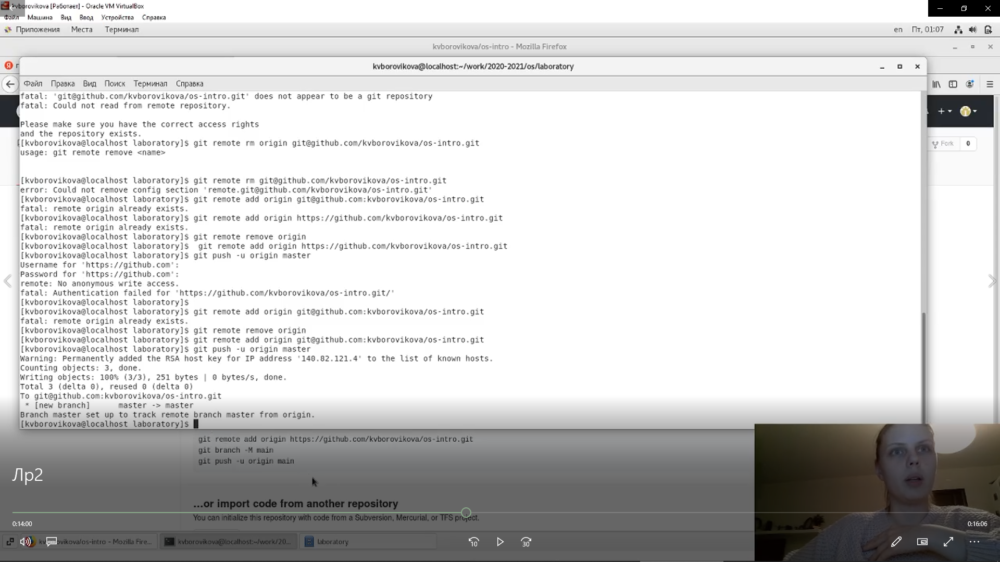 kvborovikova [Работает] - Oracle VM VirtualBox
Файл Машина Вид Ввод Устройства Справка
Приложения Места Терминал en Пт, 01:07
kvborovikova/os-intro - Mozilla Firefox
kvborovikova@localhost:~/work/2020-2021/os/laboratory
Файл Правка Вид Поиск Терминал Справка
fatal: 'git@github.com/kvborovikova/os-intro.git' does not appear to be a git repository
fatal: Could not read from remote repository.
Please make sure you have the correct access rights
and the repository exists.
[kvborovikova@localhost laboratory]$ git remote rm origin git@github.com/kvborovikova/os-intro.git
usage: git remote remove <name>
[kvborovikova@localhost laboratory]$ git remote rm git@github.com/kvborovikova/os-intro.git
error: Could not remove config section 'remote.git@github.com/kvborovikova/os-intro.git'
[kvborovikova@localhost laboratory]$ git remote add origin git@github.com:kvborovikova/os-intro.git
fatal: remote origin already exists.
[kvborovikova@localhost laboratory]$ git remote add origin https://github.com/kvborovikova/os-intro.git
fatal: remote origin already exists.
[kvborovikova@localhost laboratory]$ git remote remove origin
[kvborovikova@localhost laboratory]$  git remote add origin https://github.com/kvborovikova/os-intro.git
[kvborovikova@localhost laboratory]$ git push -u origin master
Username for 'https://github.com':
Password for 'https://github.com':
remote: No anonymous write access.
fatal: Authentication failed for 'https://github.com/kvborovikova/os-intro.git/'
[kvborovikova@localhost laboratory]$
[kvborovikova@localhost laboratory]$ git remote add origin git@github.com:kvborovikova/os-intro.git
fatal: remote origin already exists.
[kvborovikova@localhost laboratory]$ git remote remove origin
[kvborovikova@localhost laboratory]$ git remote add origin git@github.com:kvborovikova/os-intro.git
[kvborovikova@localhost laboratory]$ git push -u origin master
Warning: Permanently added the RSA host key for IP address '140.82.121.4' to the list of known hosts.
Counting objects: 3, done.
Writing objects: 100% (3/3), 251 bytes | 0 bytes/s, done.
Total 3 (delta 0), reused 0 (delta 0)
To git@github.com:kvborovikova/os-intro.git
 * [new branch]      master -> master
Branch master set up to track remote branch master from origin.
[kvborovikova@localhost laboratory]$
Fork 0
git remote add origin https://github.com/kvborovikova/os-intro.git
git branch -M main
git push -u origin main
Лр2
…or import code from another repository
You can initialize this repository with code from a Subversion, Mercurial, or TFS project.
0:14:00 0:16:06
ovikova/os-intro - Mozilla Fire... kvborovikova@localhost:~/work/20... laboratory
10 30